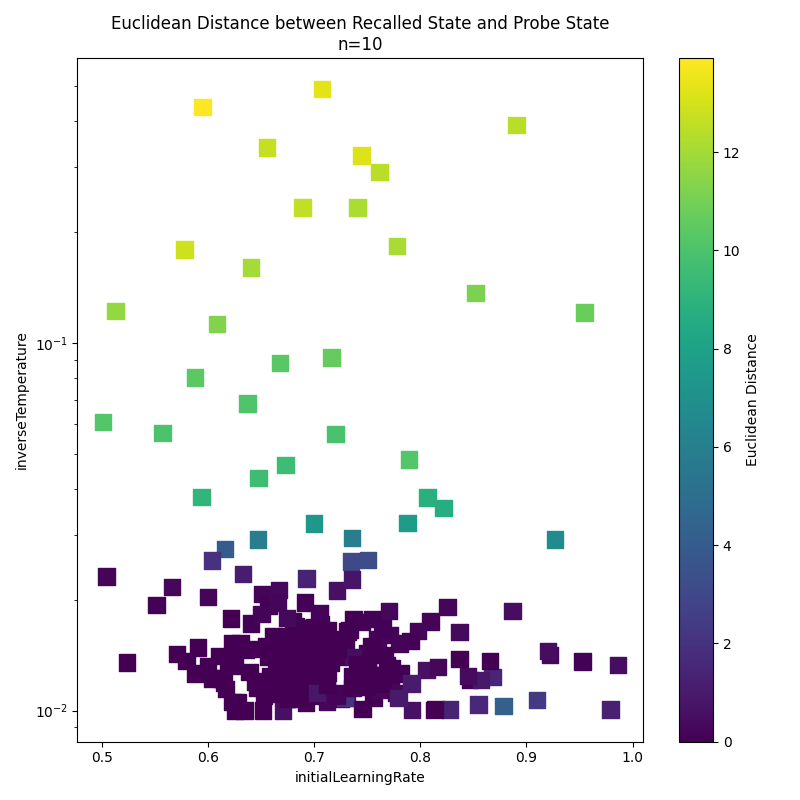 Euclidean Distance between Recalled State and Probe State
n=10
inverseTemperature
10⁻¹
10⁻²
0.5 0.6 0.7 0.8 0.9 1.0
initialLearningRate
12
10
8
6
4
2
0
Euclidean Distance